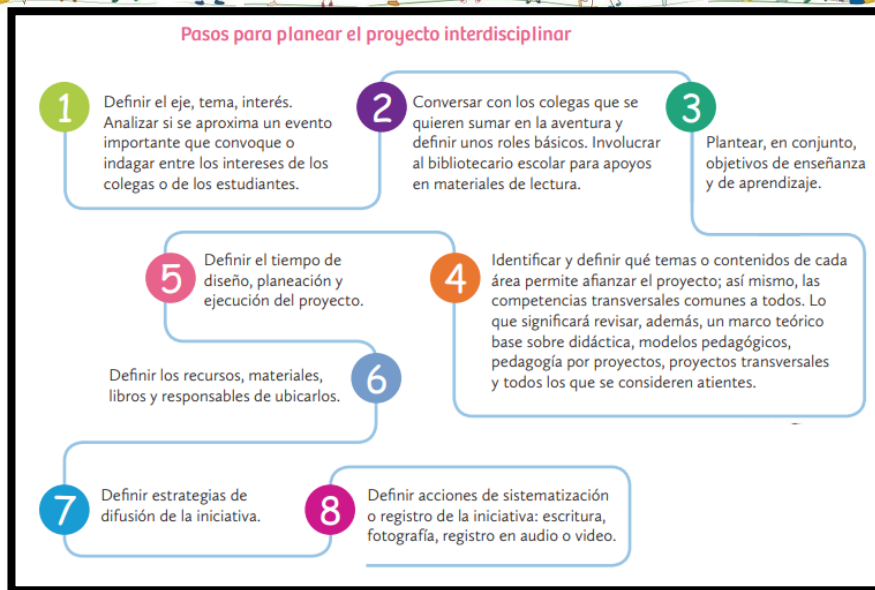 Pasos para planear el proyecto interdisciplinar
1
Definir el eje, tema, interés.
Analizar si se aproxima un evento
importante que convoque o
indagar entre los intereses de los
colegas o de los estudiantes.
2
Conversar con los colegas que se
quieren sumar en la aventura y
definir unos roles básicos. Involucrar
al bibliotecario escolar para apoyos
en materiales de lectura.
3
Plantear, en conjunto,
objetivos de enseñanza
y de aprendizaje.
4
Identificar y definir qué temas o contenidos de cada
área permite afianzar el proyecto; así mismo, las
competencias transversales comunes a todos. Lo
que significará revisar, además, un marco teórico
base sobre didáctica, modelos pedagógicos,
pedagogía por proyectos, proyectos transversales
y todos los que se consideren atientes.
5
Definir el tiempo de
diseño, planeación y
ejecución del proyecto.
6
Definir los recursos, materiales,
libros y responsables de ubicarlos.
7
Definir estrategias de
difusión de la iniciativa.
8
Definir acciones de sistematización
o registro de la iniciativa: escritura,
fotografía, registro en audio o video.